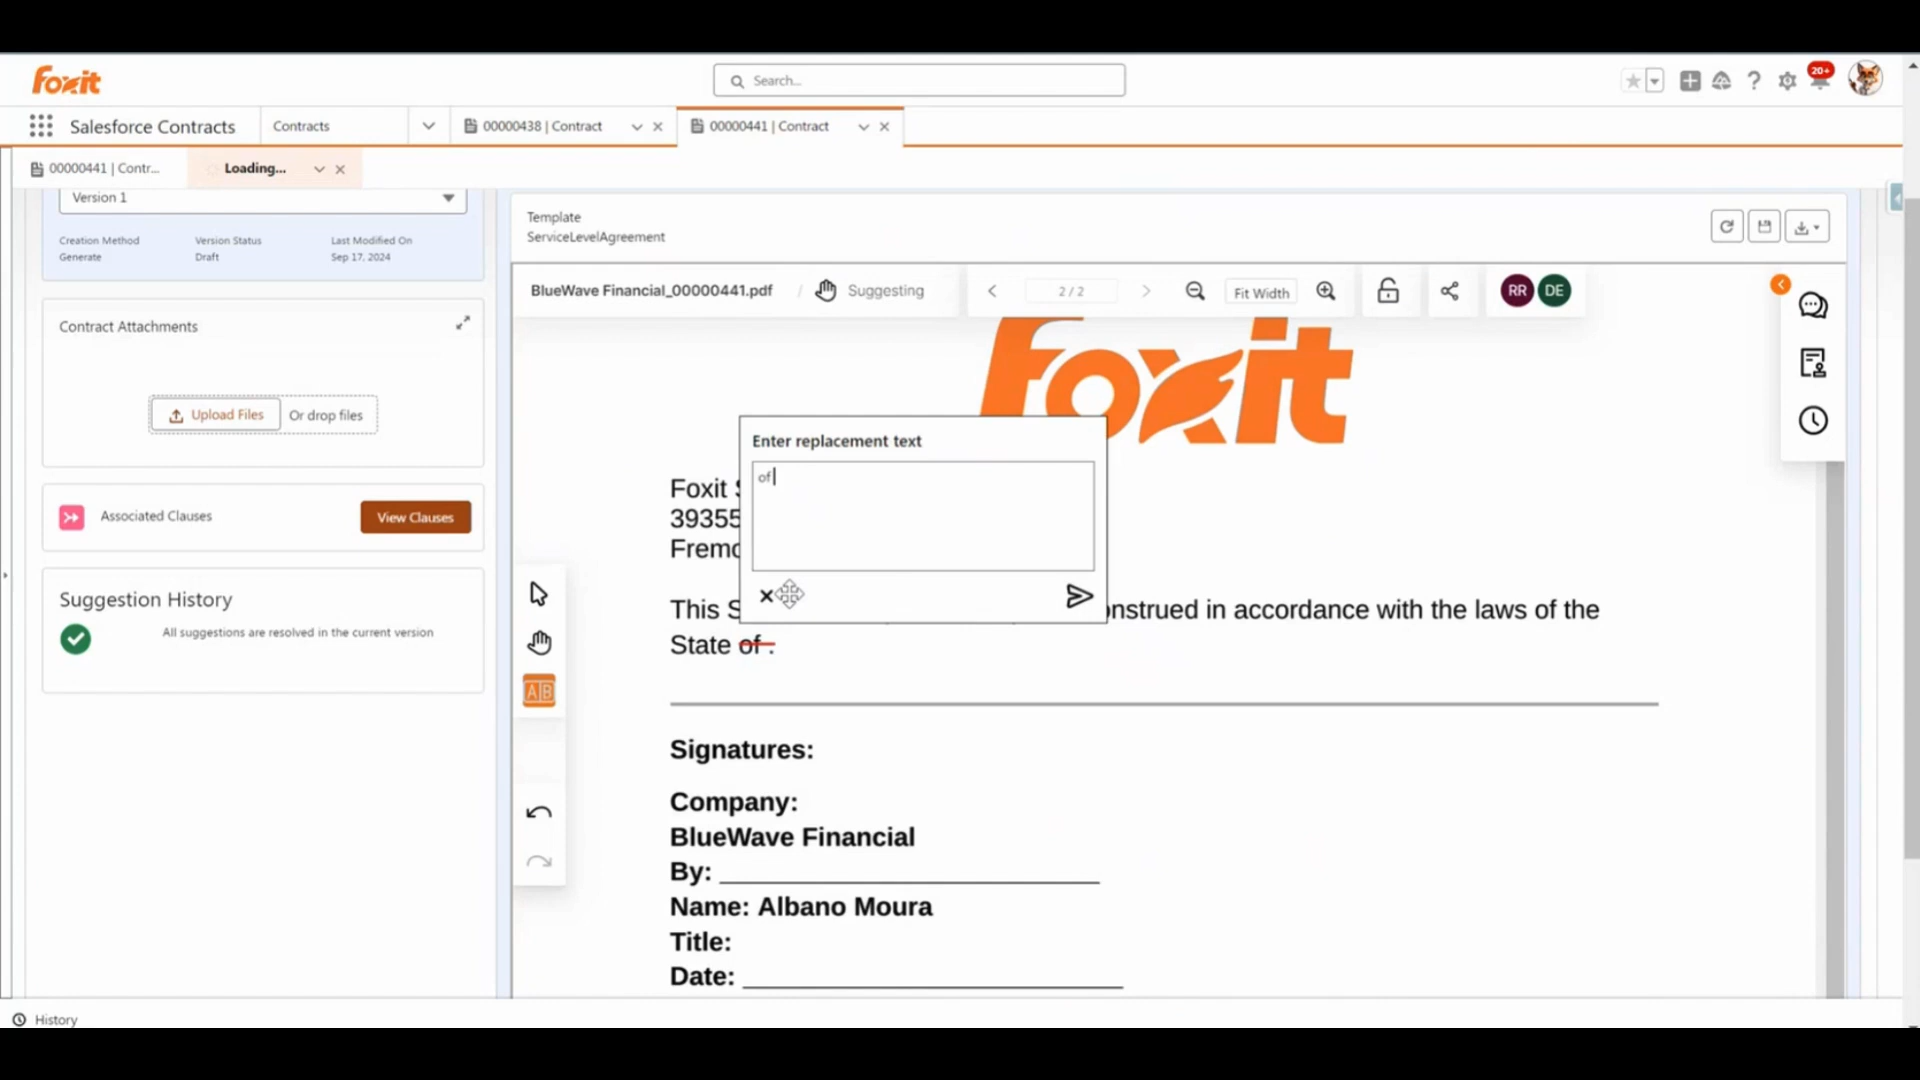 foxit
Search...
20+
Salesforce Contracts
Contracts
00000438 | Contract
00000441 | Contract
00000441 | Contr...
Loading...
Version 1
Creation Method
Version Status
Last Modified On
Generate
Draft
Sep 17, 2024
Contract Attachments
Upload Files
Or drop files
Associated Clauses
View Clauses
Suggestion History
All suggestions are resolved in the current version
Template
ServiceLevelAgreement
BlueWave Financial_00000441.pdf
/
Suggesting
2 / 2
Fit Width
RR
DE
foxit
Enter replacement text
of
Foxit
39355
Fremo
This S
onstrued in accordance with the laws of the
State of .
A|B
Signatures:
Company:
BlueWave Financial
By:
Name: Albano Moura
Title:
Date:
History